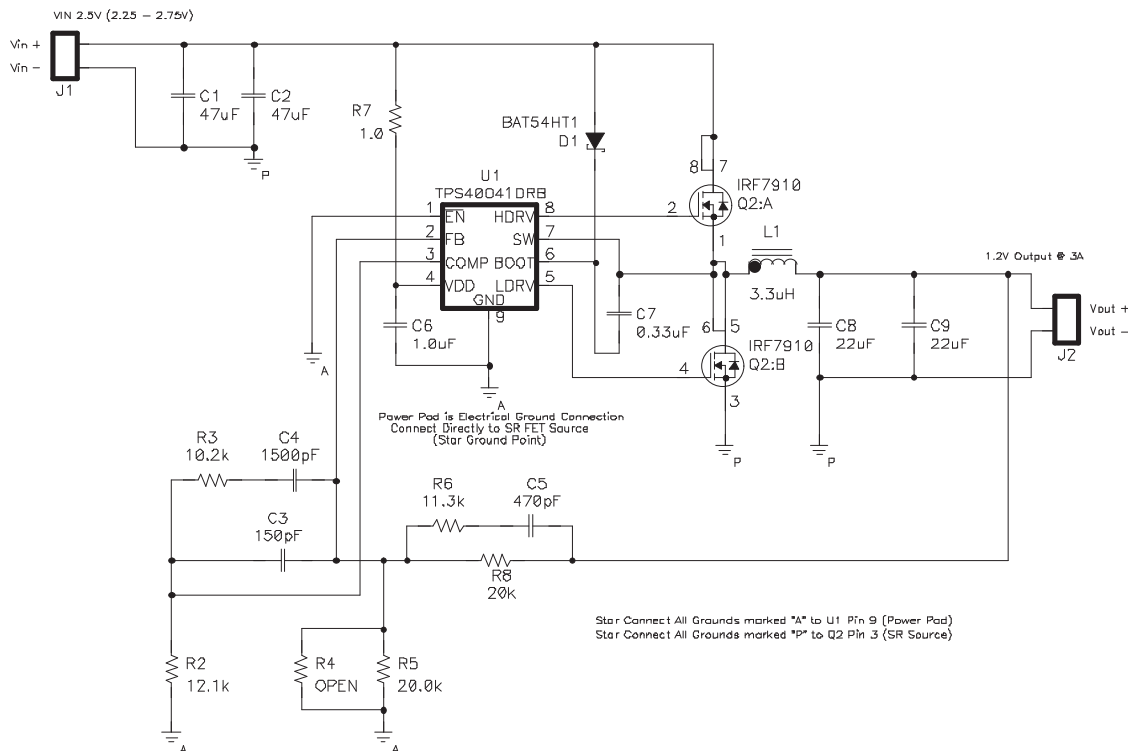 VIN 2.5V (2.25 - 2.75V)
Vin +
Vin -
J1
C1
47uF
C2
47uF
P
R7
1.0
BAT54HT1
D1
U1
TPS40041DRB
1 EN HDRV 8
2 FB SW 7
3 COMP BOOT 6
4 VDD LDRV 5
GND
9
A
C6
1.0uF
A
Power Pad is Electrical Ground Connection
Connect Directly to SR FET Source
(Star Ground Point)
8 7
IRF7910
Q2:A
2
1
L1
3.3uH
C7
0.33uF
6 5
IRF7910
Q2:B
4
3
P
1.2V Output @ 3A
C8
22uF
C9
22uF
P
Vout +
Vout -
J2
R3
10.2k
C4
1500pF
C3
150pF
R6
11.3k
C5
470pF
R8
20k
Star Connect All Grounds marked "A" to U1 Pin 9 (Power Pad)
Star Connect All Grounds marked "P" to Q2 Pin 3 (SR Source)
R2
12.1k
A
R4
OPEN
R5
20.0k
A